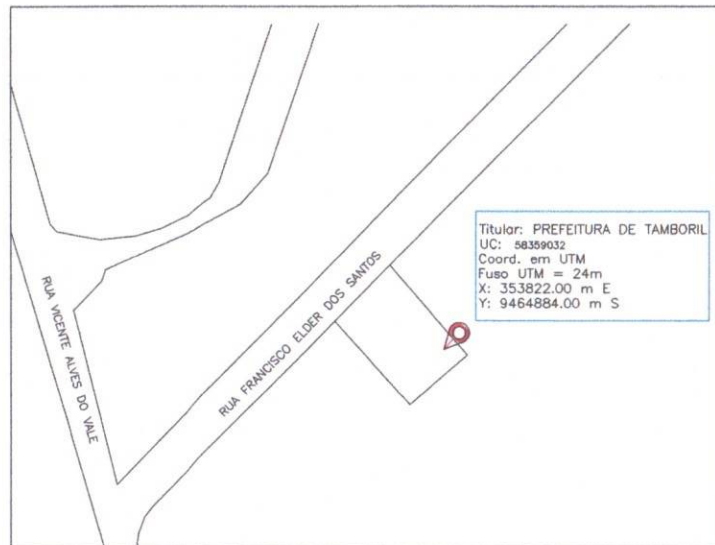 Titular: PREFEITURA DE TAMBORIL
UC: 58359032
Coord. em UTM
Fuso UTM = 24m
X: 353822.00 m E
Y: 9464884.00 m S
RUA FRANCISCO ELDER DOS SANTOS
RUA VICENTE ALVES DO VALE